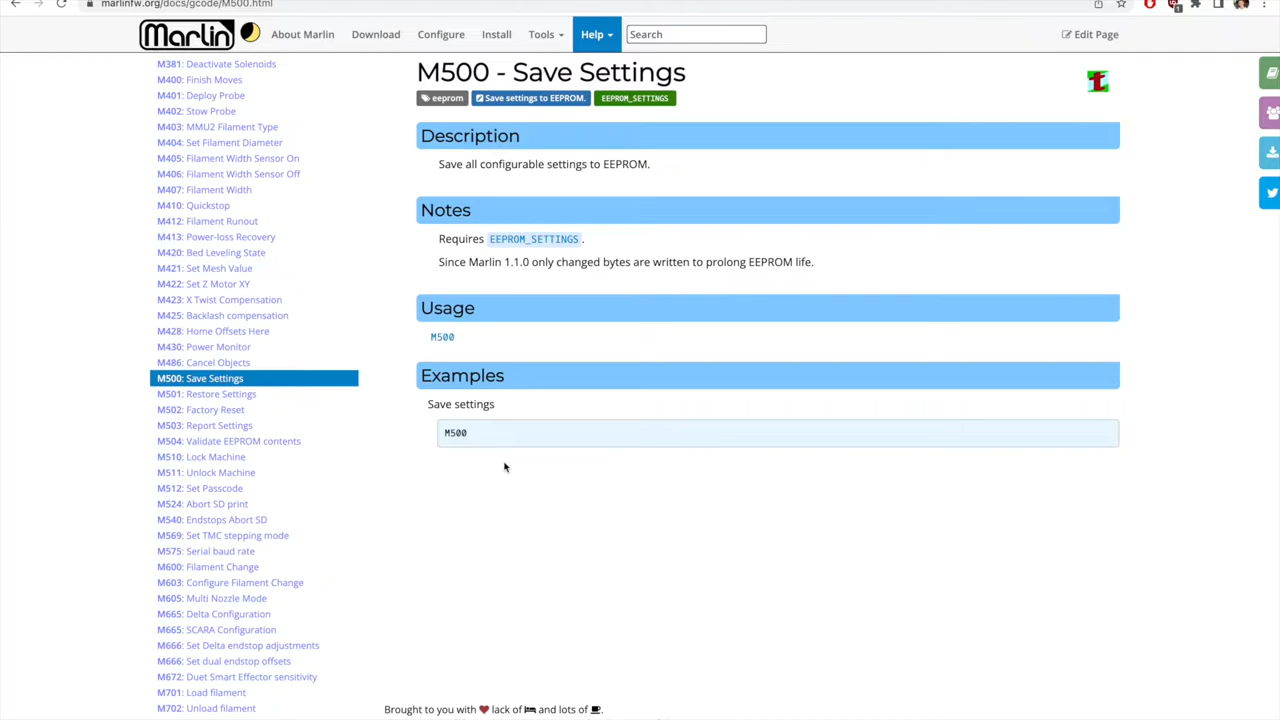 marlinfw.org/docs/gcode/M500.html
Marlin
About Marlin Download Configure Install Tools Help Search Edit Page
M381: Deactivate Solenoids
M400: Finish Moves
M401: Deploy Probe
M402: Stow Probe
M403: MMU2 Filament Type
M404: Set Filament Diameter
M405: Filament Width Sensor On
M406: Filament Width Sensor Off
M407: Filament Width
M410: Quickstop
M412: Filament Runout
M413: Power-loss Recovery
M420: Bed Leveling State
M421: Set Mesh Value
M422: Set Z Motor XY
M423: X Twist Compensation
M425: Backlash compensation
M428: Home Offsets Here
M430: Power Monitor
M486: Cancel Objects
M500: Save Settings
M501: Restore Settings
M502: Factory Reset
M503: Report Settings
M504: Validate EEPROM contents
M510: Lock Machine
M511: Unlock Machine
M512: Set Passcode
M524: Abort SD print
M540: Endstops Abort SD
M569: Set TMC stepping mode
M575: Serial baud rate
M600: Filament Change
M603: Configure Filament Change
M605: Multi Nozzle Mode
M665: Delta Configuration
M665: SCARA Configuration
M666: Set Delta endstop adjustments
M666: Set dual endstop offsets
M672: Duet Smart Effector sensitivity
M701: Load filament
M702: Unload filament
M500 - Save Settings
eeprom Save settings to EEPROM. EEPROM_SETTINGS
Description
Save all configurable settings to EEPROM.
Notes
Requires EEPROM_SETTINGS.
Since Marlin 1.1.0 only changed bytes are written to prolong EEPROM life.
Usage
M500
Examples
Save settings
M500
Brought to you with lack of and lots of .